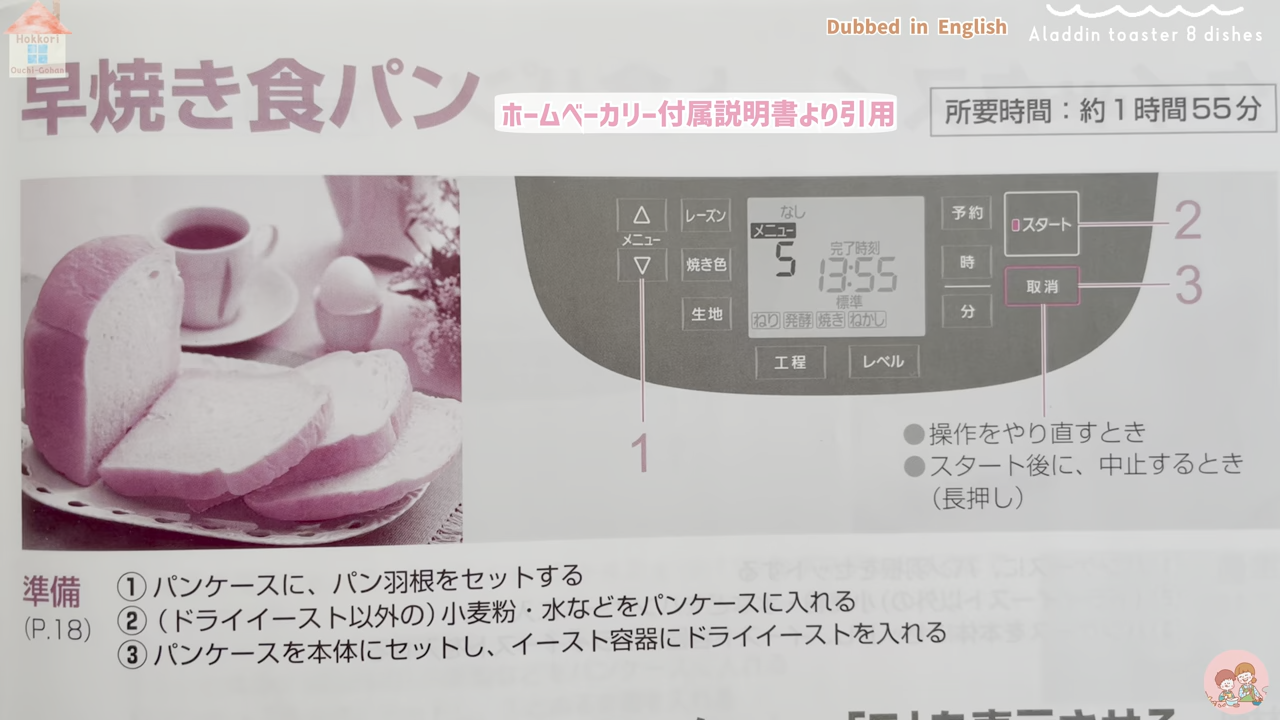 Hokkori
Ouchi-Gohan
Dubbed in English
Aladdin toaster 8 dishes
早焼き食パン
ホームベーカリー付属説明書より引用
所要時間：約1時間55分
△
メニュー
▽
レーズン
焼き色
生地
なし
メニュー
5
完了時刻
13:55
標準
ねり 発酵 焼き ねかし
工程
レベル
予約
時
分
スタート
取消
1
2
3
●操作をやり直すとき
●スタート後に、中止するとき
（長押し）
準備
(P.18)
① パンケースに、パン羽根をセットする
② (ドライイースト以外の) 小麦粉・水などをパンケースに入れる
③ パンケースを本体にセットし、イースト容器にドライイーストを入れる